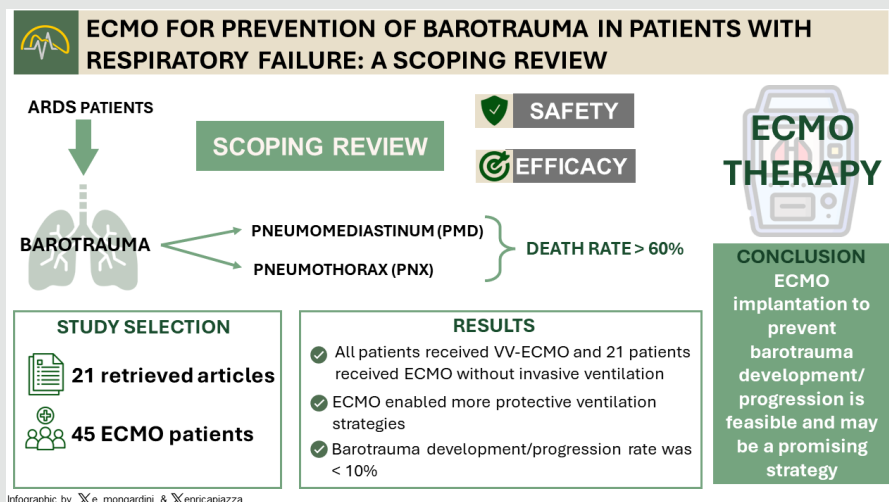 ECMO FOR PREVENTION OF BAROTRAUMA IN PATIENTS WITH
RESPIRATORY FAILURE: A SCOPING REVIEW
ARDS PATIENTS
SCOPING REVIEW
SAFETY
EFFICACY
ECMO
THERAPY
BAROTRAUMA
PNEUMOMEDIASTINUM (PMD)
PNEUMOTHORAX (PNX)
DEATH RATE > 60%
STUDY SELECTION
21 retrieved articles
45 ECMO patients
RESULTS
All patients received VV-ECMO and 21 patients
received ECMO without invasive ventilation
ECMO enabled more protective ventilation
strategies
Barotrauma development/progression rate was
< 10%
CONCLUSION
ECMO
implantation to
prevent
barotrauma
development/
progression is
feasible and may
be a promising
strategy
Infographic by X e_mongardini & X enricapiazza